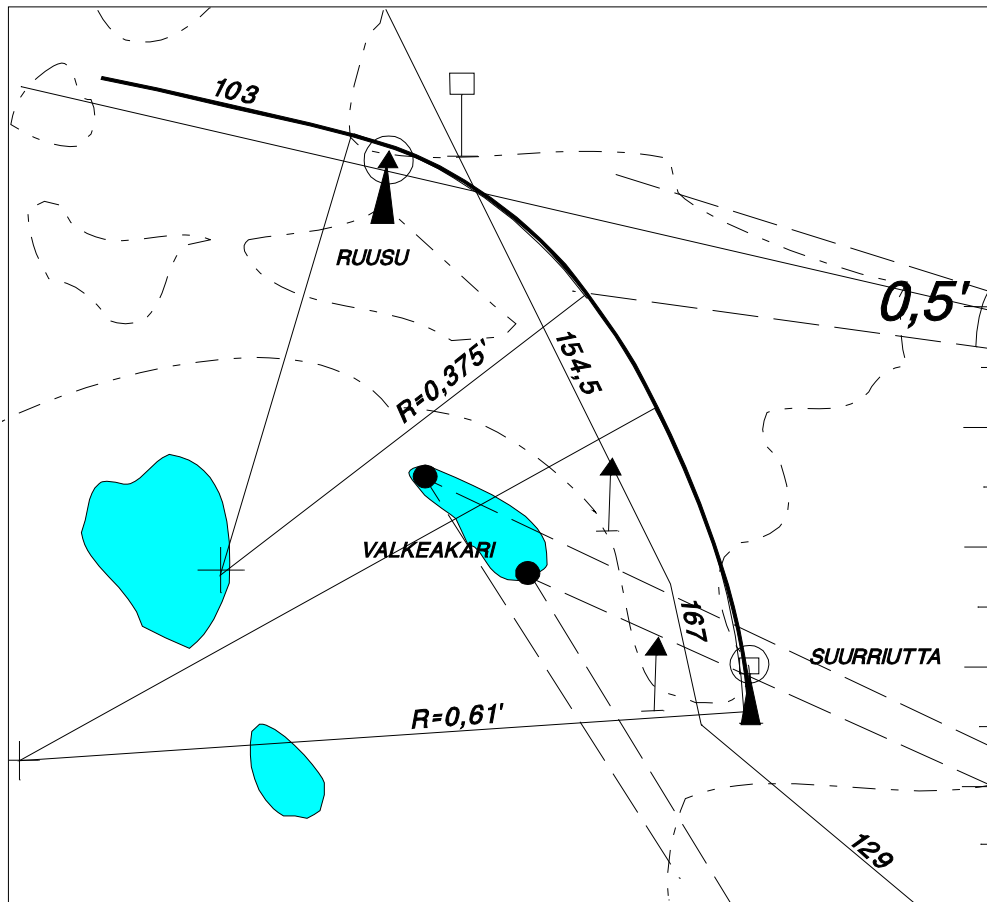 103
RUUSU
0,5'
154,5
R=0,375'
VALKEAKARI
167
SUURRIUTTA
R=0,61'
129